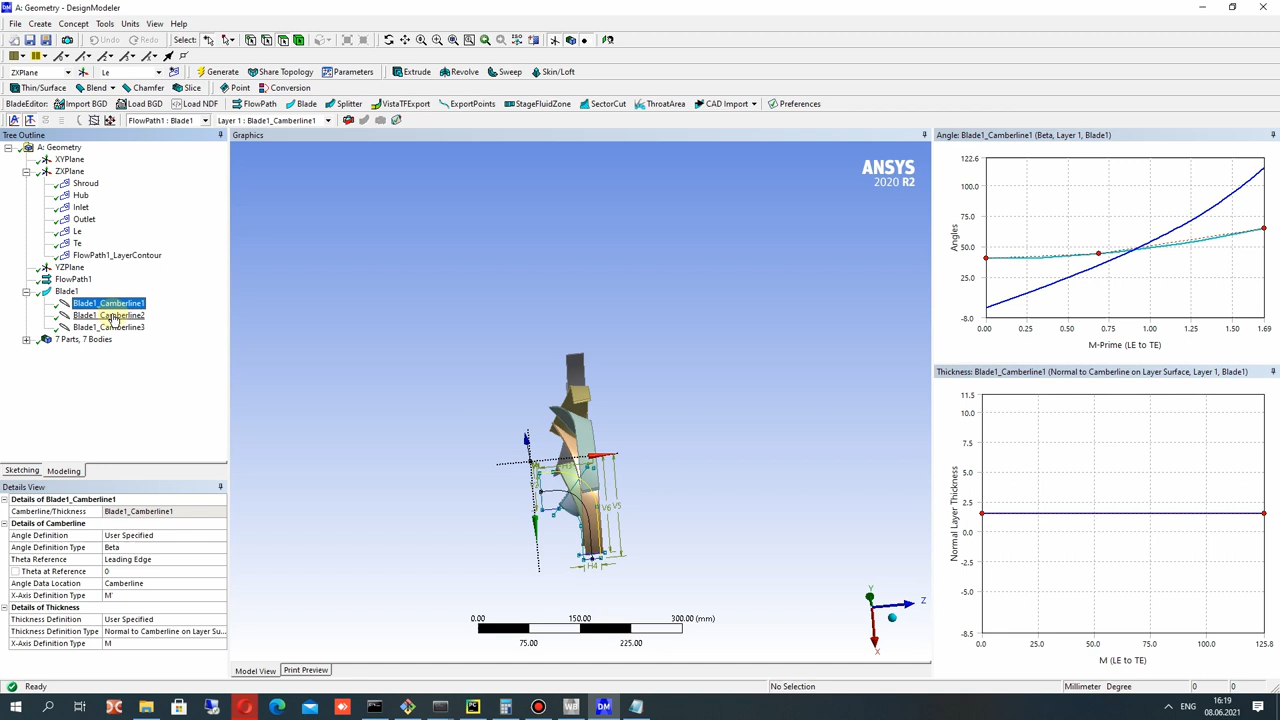 A: Geometry - DesignModeler
File Create Concept Tools Units View Help
Undo Redo Select:
ZXPlane Le Generate Share Topology Parameters Extrude Revolve Sweep Skin/Loft
Thin/Surface Blend Chamfer Slice Point Conversion
BladeEditor: Import BGD Load BGD Load NDF FlowPath Blade Splitter VistaTFExport ExportPoints StageFluidZone SectorCut ThroatArea CAD Import Preferences
FlowPath1 : Blade1 Layer 1 : Blade1_Camberline1
Tree Outline
A: Geometry
XYPlane
ZXPlane
Shroud
Hub
Inlet
Outlet
Le
Te
FlowPath1_LayerContour
YZPlane
FlowPath1
Blade1
Blade1_Camberline1
Blade1_Camberline2
Blade1_Camberline3
7 Parts, 7 Bodies
Sketching Modeling
Details View
Details of Blade1_Camberline1
Camberline/Thickness Blade1_Camberline1
Details of Camberline
Angle Definition User Specified
Angle Definition Type Beta
Theta Reference Leading Edge
Theta at Reference 0
Angle Data Location Camberline
X-Axis Definition Type M'
Details of Thickness
Thickness Definition User Specified
Thickness Definition Type Normal to Camberline on Layer Su...
X-Axis Definition Type M
Graphics
ANSYS
2020 R2
V6 V5
H4
0.00 150.00 300.00 (mm)
75.00 225.00
Y
Z
X
Model View Print Preview
Angle: Blade1_Camberline1 (Beta, Layer 1, Blade1)
122.6
100.0
75.0
50.0
25.0
-8.0
Angles
0.00 0.25 0.50 0.75 1.00 1.25 1.50 1.69
M-Prime (LE to TE)
Thickness: Blade1_Camberline1 (Normal to Camberline on Layer Surface, Layer 1, Blade1)
11.5
10.0
7.5
5.0
2.5
0.0
-2.5
-5.0
-8.5
Normal Layer Thickness
0.0 25.0 50.0 75.0 100.0 125.8
M (LE to TE)
Ready No Selection Millimeter Degree 0 0
DM
ENG 16:19
08.06.2021